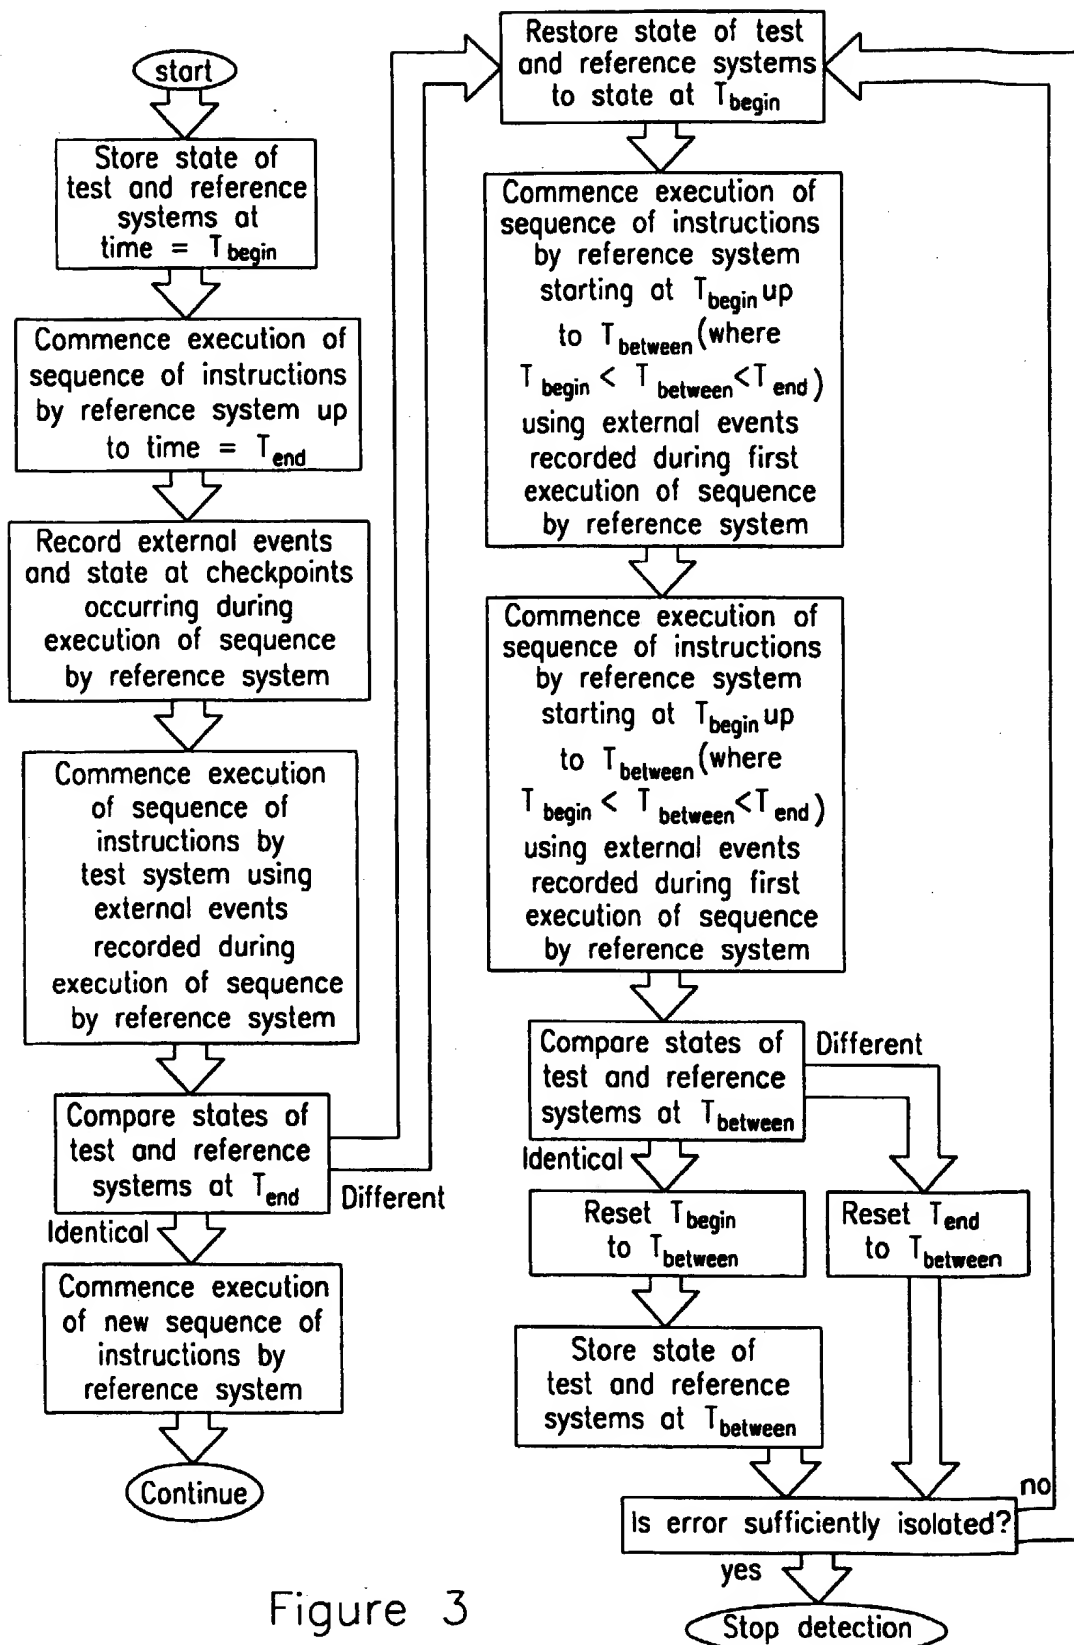 start
Store state of
test and reference
systems at
time = Tbegin
Commence execution of
sequence of instructions
by reference system up
to time = Tend
Record external events
and state at checkpoints
occurring during
execution of sequence
by reference system
Commence execution
of sequence of
instructions by
test system using
external events
recorded during
execution of sequence
by reference system
Compare states of
test and reference
systems at Tend
Different
Identical
Commence execution
of new sequence of
instructions by
reference system
Continue
Restore state of test
and reference systems
to state at Tbegin
Commence execution of
sequence of instructions
by reference system
starting at Tbegin up
to Tbetween (where
Tbegin < Tbetween < Tend)
using external events
recorded during first
execution of sequence
by reference system
Commence execution of
sequence of instructions
by reference system
starting at Tbegin up
to Tbetween (where
Tbegin < Tbetween < Tend)
using external events
recorded during first
execution of sequence
by reference system
Compare states of
test and reference
systems at Tbetween
Different
Identical
Reset Tbegin
to Tbetween
Reset Tend
to Tbetween
Store state of
test and reference
systems at Tbetween
Is error sufficiently isolated?
no
yes
Stop detection
Figure 3